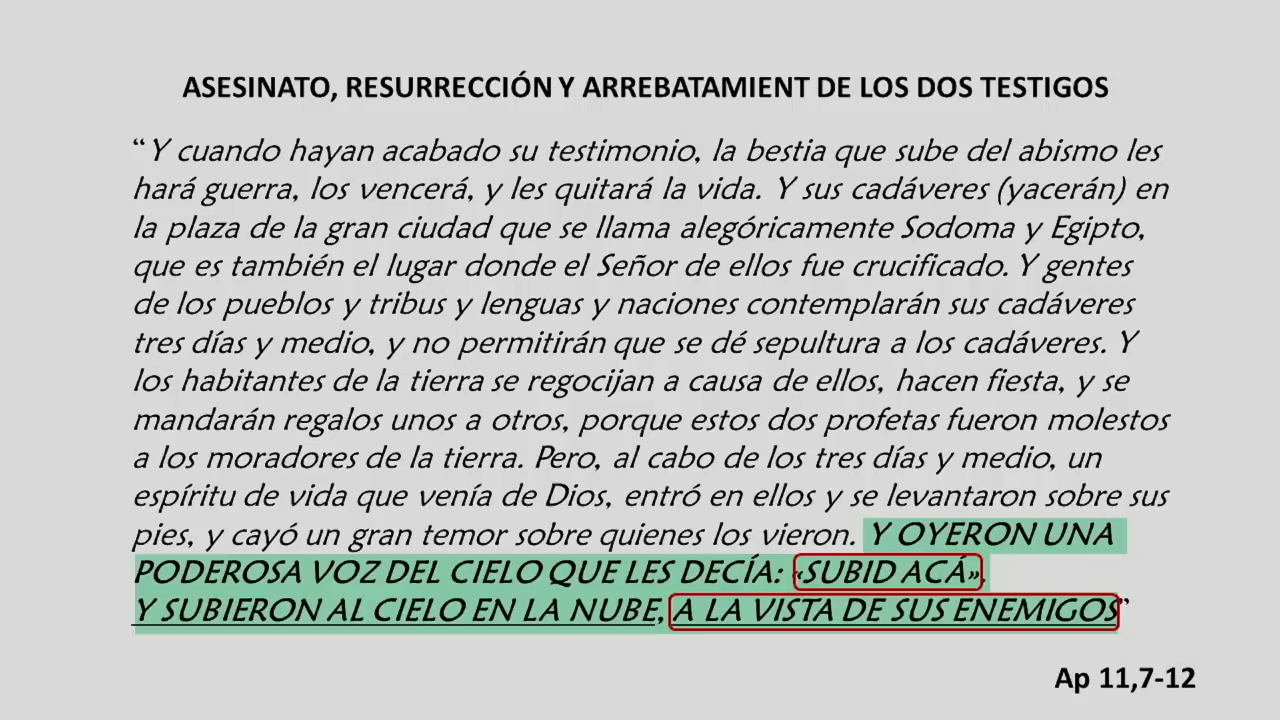 ASESINATO, RESURRECCIÓN Y ARREBATAMIENT DE LOS DOS TESTIGOS
“Y cuando hayan acabado su testimonio, la bestia que sube del abismo les
hará guerra, los vencerá, y les quitará la vida. Y sus cadáveres (yacerán) en
la plaza de la gran ciudad que se llama alegóricamente Sodoma y Egipto,
que es también el lugar donde el Señor de ellos fue crucificado. Y gentes
de los pueblos y tribus y lenguas y naciones contemplarán sus cadáveres
tres días y medio, y no permitirán que se dé sepultura a los cadáveres. Y
los habitantes de la tierra se regocijan a causa de ellos, hacen fiesta, y se
mandarán regalos unos a otros, porque estos dos profetas fueron molestos
a los moradores de la tierra. Pero, al cabo de los tres días y medio, un
espíritu de vida que venía de Dios, entró en ellos y se levantaron sobre sus
pies, y cayó un gran temor sobre quienes los vieron. Y OYERON UNA
PODEROSA VOZ DEL CIELO QUE LES DECÍA: «SUBID ACÁ»,
Y SUBIERON AL CIELO EN LA NUBE, A LA VISTA DE SUS ENEMIGOS”
Ap 11,7-12